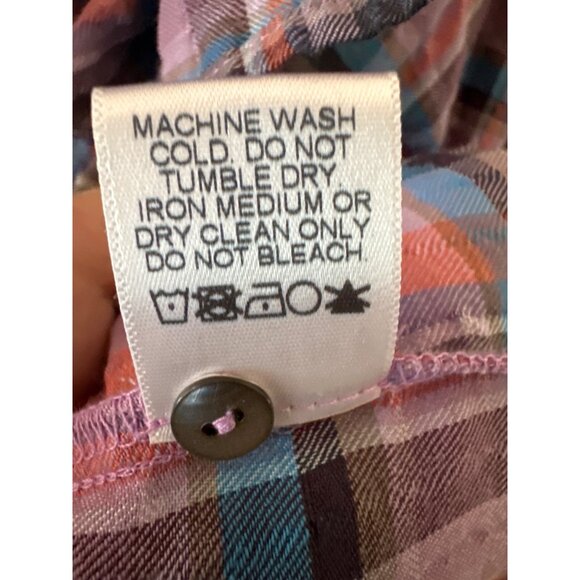 MACHINE WASH
COLD. DO NOT
TUMBLE DRY
IRON MEDIUM OR
DRY CLEAN ONLY
DO NOT BLEACH.